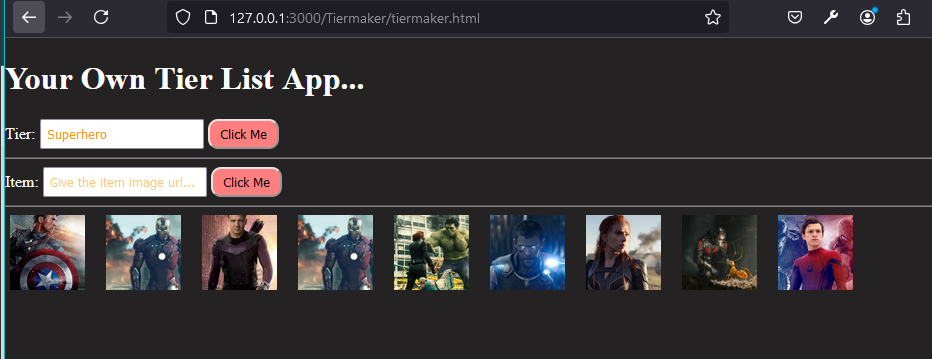 127.0.0.1:3000/Tiermaker/tiermaker.html
Your Own Tier List App...
Tier: Superhero Click Me
Item: Give the item image url... Click Me